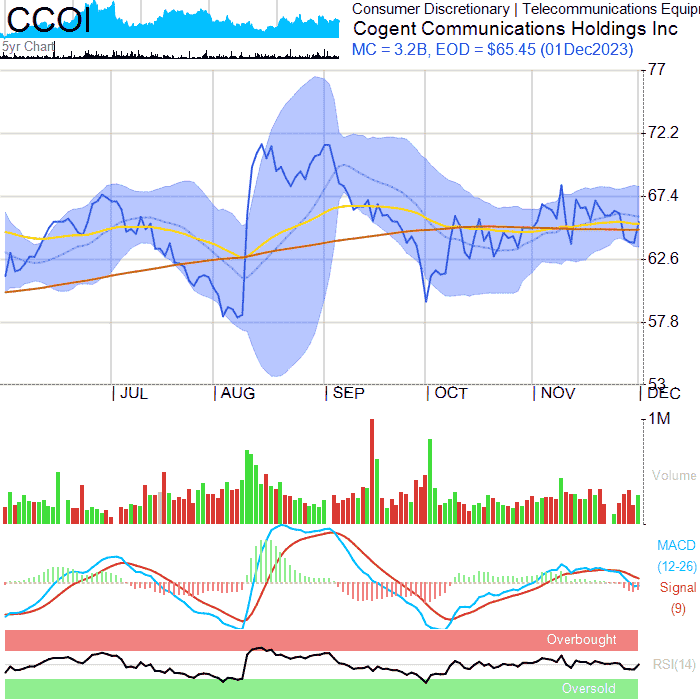 CCOI
5yr Chart
Consumer Discretionary | Telecommunications Equip
Cogent Communications Holdings Inc
MC = 3.2B, EOD = $65.45 (01Dec2023)
77
72.2
67.4
62.6
57.8
53
| JUL | AUG | SEP | OCT | NOV | DEC
1M
Volume
MACD
(12-26)
Signal
(9)
Overbought
RSI(14)
Oversold